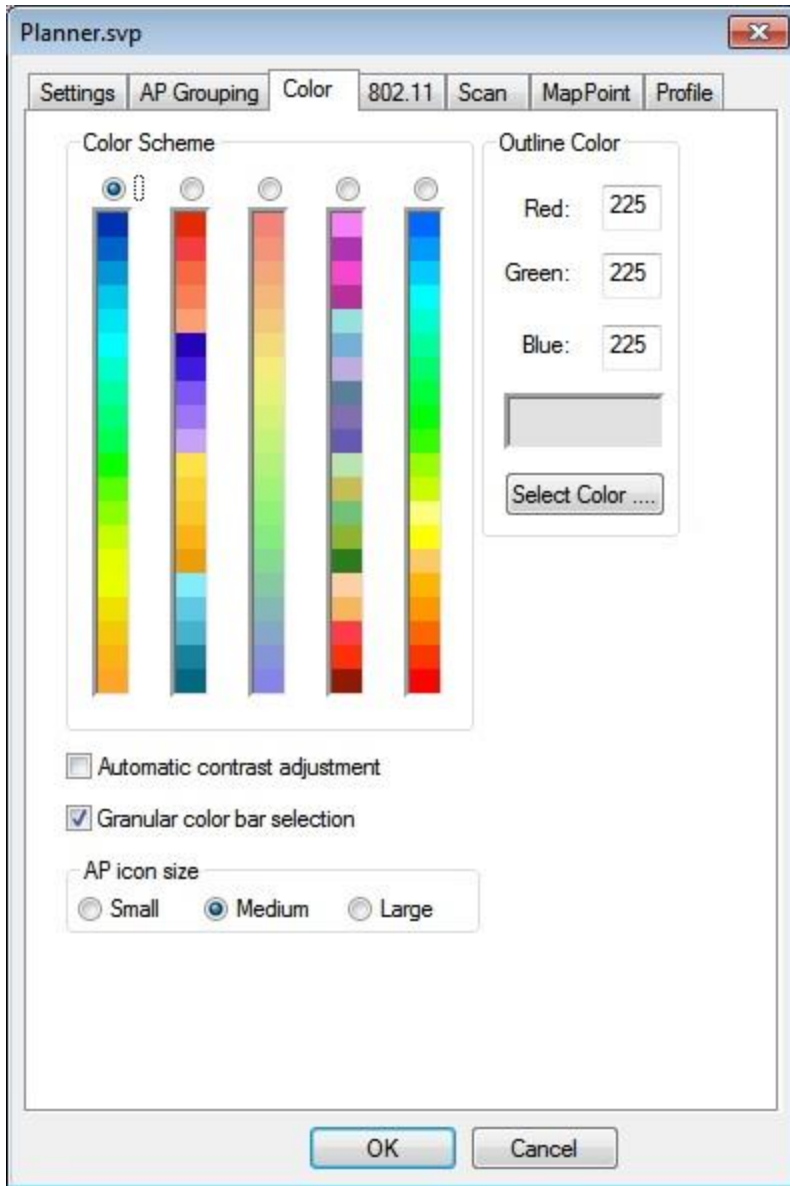 Planner.svp
Settings AP Grouping Color 802.11 Scan MapPoint Profile
Color Scheme
Outline Color
Red: 225
Green: 225
Blue: 225
Select Color ....
Automatic contrast adjustment
Granular color bar selection
AP icon size
Small Medium Large
OK Cancel